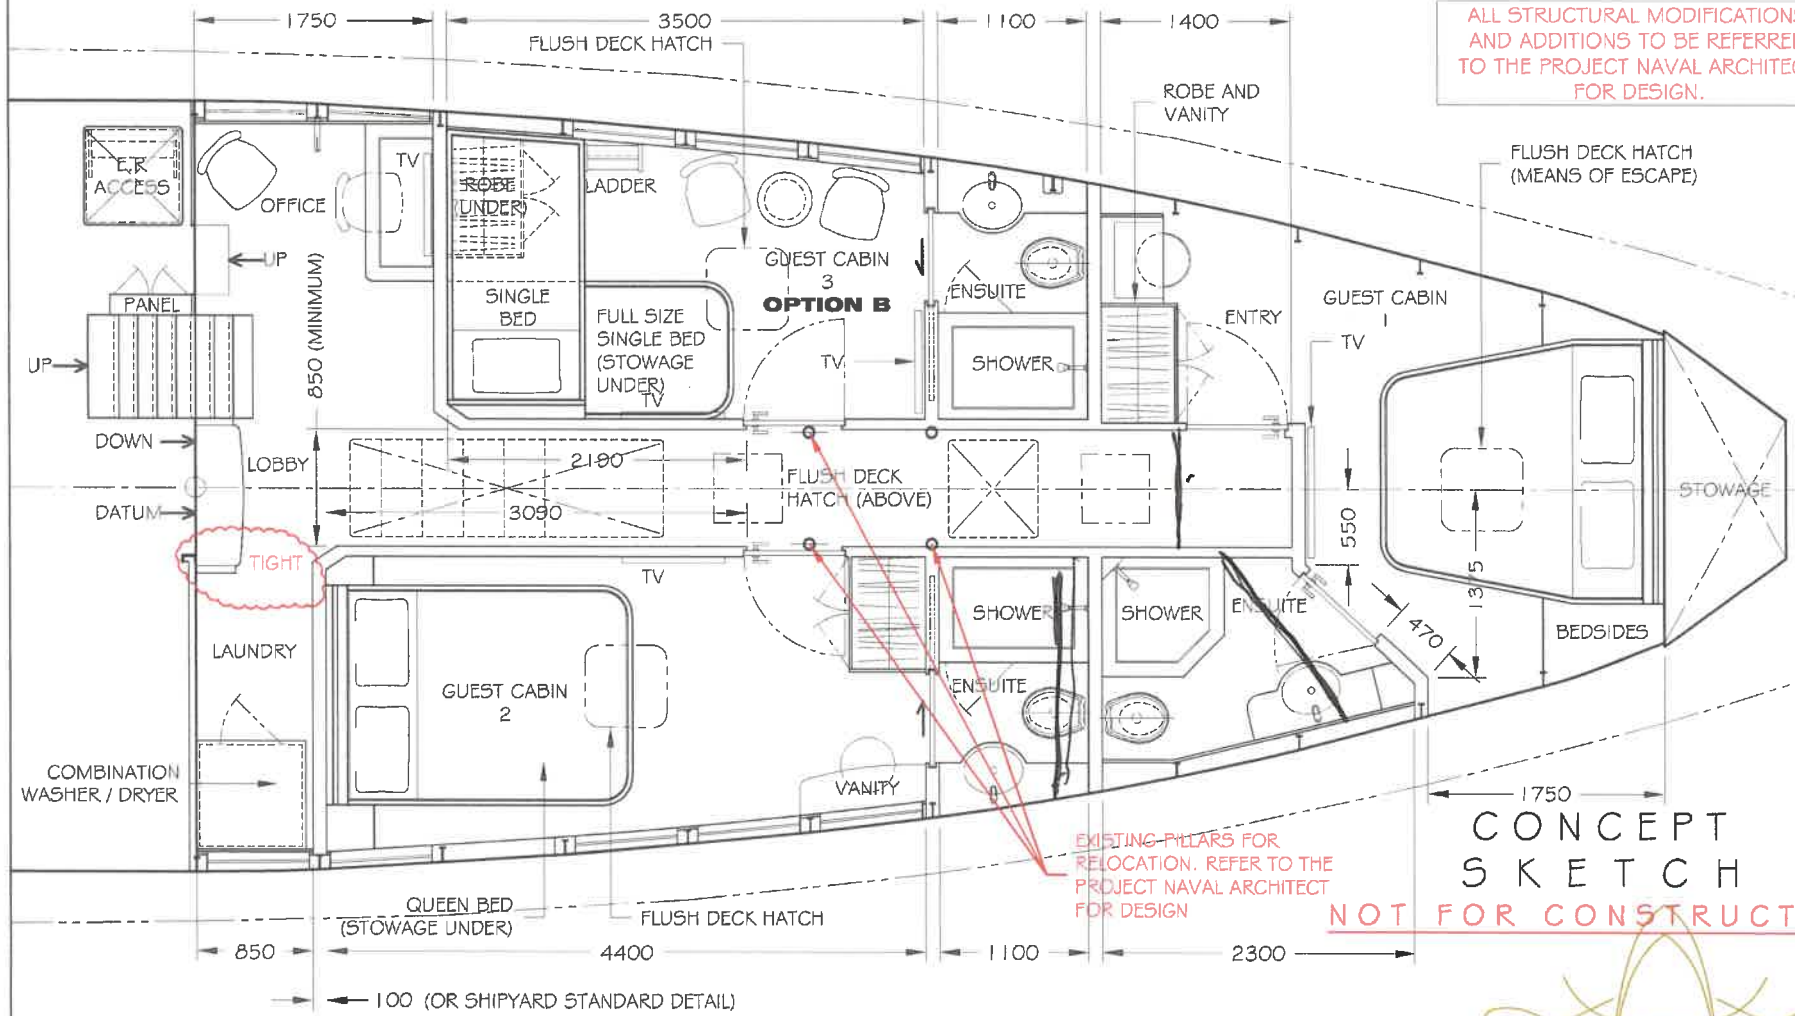 1750
3500
1100
1400
FLUSH DECK HATCH
ALL STRUCTURAL MODIFICATIONS
AND ADDITIONS TO BE REFERRE
TO THE PROJECT NAVAL ARCHITEC
FOR DESIGN.
ROBE AND
VANITY
FLUSH DECK HATCH
(MEANS OF ESCAPE)
E.R
ACCESS
OFFICE
TV
ROBE
(UNDER)
LADDER
UP
PANEL
UP
850 (MINIMUM)
SINGLE
BED
FULL SIZE
SINGLE BED
(STOWAGE
UNDER)
TV
GUEST CABIN
3
OPTION B
TV
ENSUITE
SHOWER
ENTRY
GUEST CABIN
1
TV
DOWN
LOBBY
DATUM
2190
3090
FLUSH DECK
HATCH (ABOVE)
550
1375
STOWAGE
TIGHT
TV
LAUNDRY
GUEST CABIN
2
SHOWER
ENSUITE
SHOWER
ENSUITE
470
BEDSIDES
COMBINATION
WASHER / DRYER
VANITY
1750
CONCEPT
SKETCH
NOT FOR CONSTRUCT
EXISTING PILLARS FOR
RELOCATION. REFER TO THE
PROJECT NAVAL ARCHITECT
FOR DESIGN
QUEEN BED
(STOWAGE UNDER)
FLUSH DECK HATCH
850
4400
1100
2300
100 (OR SHIPYARD STANDARD DETAIL)